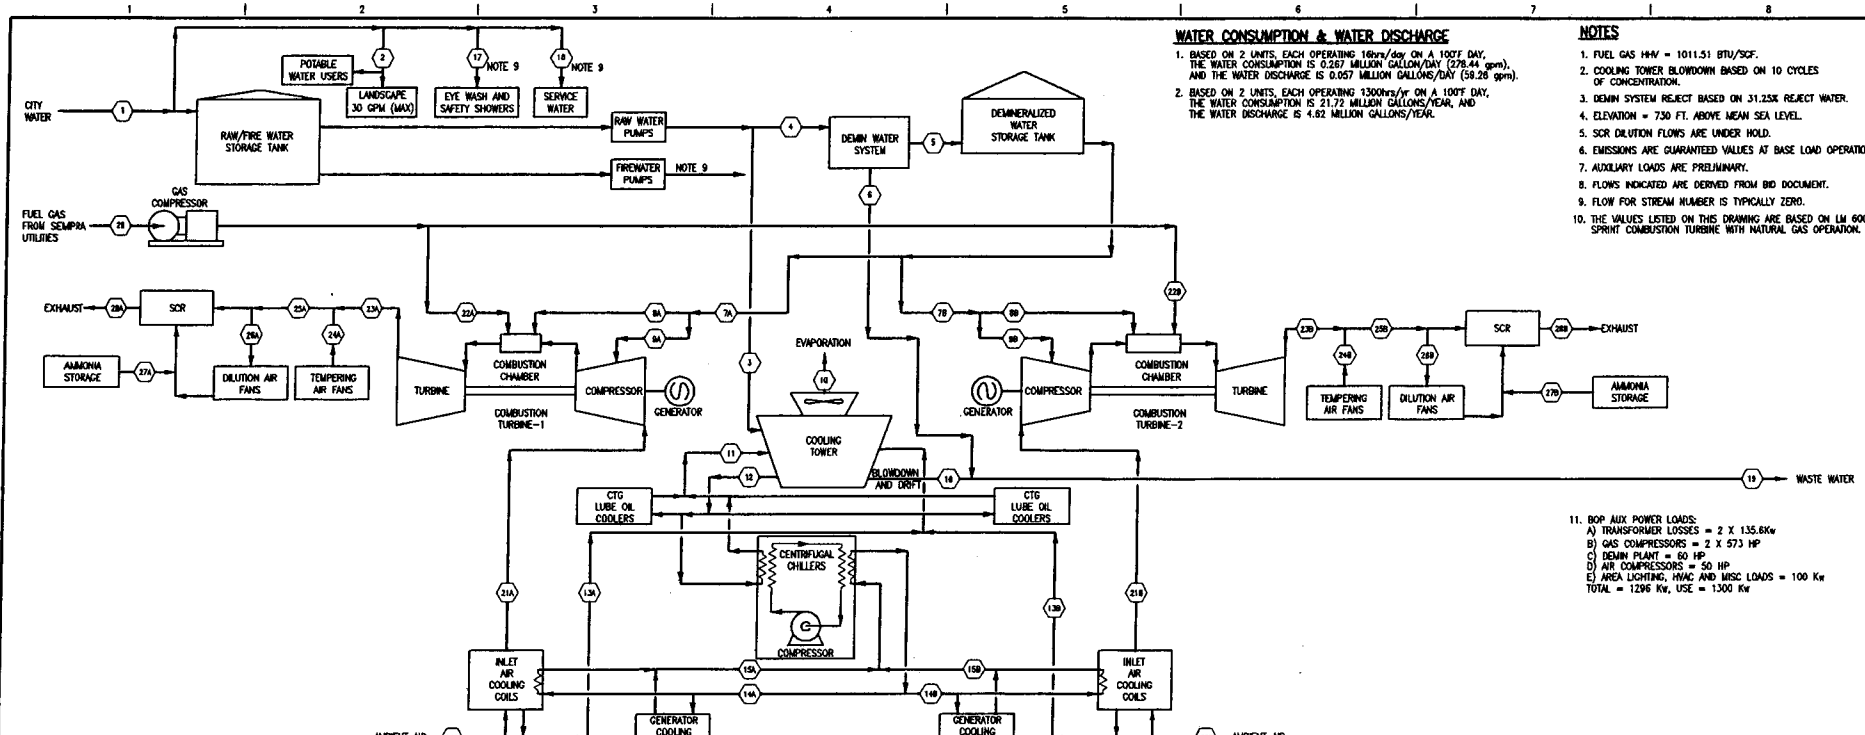 1 2 3 4 5 6 7 8
WATER CONSUMPTION & WATER DISCHARGE
1. BASED ON 2 UNITS, EACH OPERATING 16hrs/day ON A 100°F DAY,
THE WATER CONSUMPTION IS 0.267 MILLION GALLON/DAY (278.44 gpm),
AND THE WATER DISCHARGE IS 0.057 MILLION GALLONS/DAY (59.26 gpm).
2. BASED ON 2 UNITS, EACH OPERATING 1300hrs/yr ON A 100°F DAY,
THE WATER CONSUMPTION IS 21.72 MILLION GALLONS/YEAR, AND
THE WATER DISCHARGE IS 4.62 MILLION GALLONS/YEAR.
NOTES
1. FUEL GAS HHV = 1011.51 BTU/SCF.
2. COOLING TOWER BLOWDOWN BASED ON 10 CYCLES
OF CONCENTRATION.
3. DEMIN SYSTEM REJECT BASED ON 31.25% REJECT WATER.
4. ELEVATION = 730 FT. ABOVE MEAN SEA LEVEL.
5. SCR DILUTION FLOWS ARE UNDER HOLD.
6. EMISSIONS ARE GUARANTEED VALUES AT BASE LOAD OPERATIO
7. AUXILIARY LOADS ARE PRELIMINARY.
8. FLOWS INDICATED ARE DERIVED FROM BID DOCUMENT.
9. FLOW FOR STREAM NUMBER IS TYPICALLY ZERO.
10. THE VALUES LISTED ON THIS DRAWING ARE BASED ON LM 600
SPRINT COMBUSTION TURBINE WITH NATURAL GAS OPERATION.
2 17 NOTE 9 18 NOTE 9
POTABLE
WATER USERS
LANDSCAPE
30 GPM (MAX)
EYE WASH AND
SAFETY SHOWERS
SERVICE
WATER
CITY
WATER
1
RAW/FIRE WATER
STORAGE TANK
RAW WATER
PUMPS
4
DEMIN WATER
SYSTEM
5
DEMINERALIZED
WATER
STORAGE TANK
FIREWATER
PUMPS
NOTE 9
6
GAS
COMPRESSOR
FUEL GAS
FROM SEMPRA
UTILITIES
EXHAUST
SCR
25A
23A
22A
8A
7A
9A
7B
8B
9B
22B
23B
25B
SCR
EXHAUST
24A
24B
AMMONIA
STORAGE
27A
DILUTION AIR
FANS
TEMPERING
AIR FANS
TURBINE
COMBUSTION
CHAMBER
COMPRESSOR
GENERATOR
COMBUSTION
TURBINE-1
3
EVAPORATION
10
COOLING
TOWER
GENERATOR
COMPRESSOR
COMBUSTION
CHAMBER
TURBINE
COMBUSTION
TURBINE-2
TEMPERING
AIR FANS
DILUTION AIR
FANS
27B
AMMONIA
STORAGE
11
12
BLOWDOWN
AND DRIFT
16
19
WASTE WATER
CTG
LUBE OIL
COOLERS
CTG
LUBE OIL
COOLERS
CENTRIFUGAL
CHILLERS
COMPRESSOR
21A
13A
13B
21B
11. BOP AUX POWER LOADS:
A) TRANSFORMER LOSSES = 2 X 135.6Kw
B) GAS COMPRESSORS = 2 X 573 HP
C) DEMIN PLANT = 60 HP
D) AIR COMPRESSORS = 50 HP
E) AREA LIGHTING, HVAC AND MISC LOADS = 100 Kw
TOTAL = 1296 Kw, USE = 1300 Kw
INLET
AIR
COOLING
COILS
15A
15B
14A
14B
INLET
AIR
COOLING
COILS
GENERATOR
COOLING
GENERATOR
COOLING